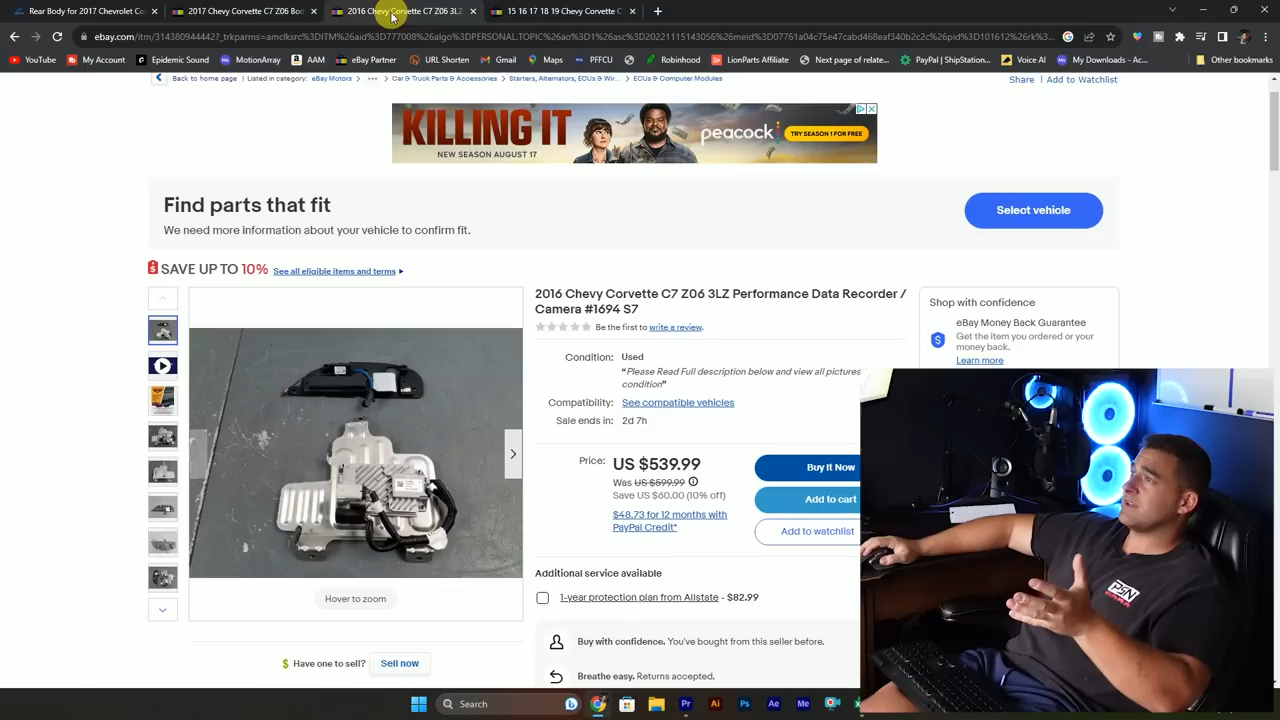 Rear Body for 2017 Chevrolet Co
2017 Chevy Corvette C7 Z06 Bod
2016 Chevy Corvette C7 Z06 3LZ
15 16 17 18 19 Chevy Corvette C
YouTube
My Account
Epidemic Sound
MotionArray
AAM
eBay Partner
URL Shorten
Gmail
Maps
PFFCU
Robinhood
LionParts Affiliate
Next page of relate...
PayPal | ShipStation...
Voice AI
My Downloads - Ac...
Other bookmarks
Back to home page
Listed in category: eBay Motors > ... > Car & Truck Parts & Accessories > Starters, Alternators, ECUs & Wir... > ECUs & Computer Modules
Share | Add to Watchlist
KILLING IT
NEW SEASON AUGUST 17
peacock
TRY SEASON 1 FOR FREE
Find parts that fit
We need more information about your vehicle to confirm fit.
Select vehicle
SAVE UP TO 10% See all eligible items and terms
2016 Chevy Corvette C7 Z06 3LZ Performance Data Recorder /
Camera #1694 S7
Be the first to write a review.
Condition: Used
“Please Read Full description below and view all pictures
condition”
Compatibility: See compatible vehicles
Sale ends in: 2d 7h
Price: US $539.99
Was US $599.99
Save US $60.00 (10% off)
$48.73 for 12 months with
PayPal Credit*
Buy It Now
Add to cart
Add to watchlist
Additional service available
1-year protection plan from Allstate - $82.99
Buy with confidence. You've bought from this seller before.
Breathe easy. Returns accepted.
Shop with confidence
eBay Money Back Guarantee
Get the item you ordered or your
money back.
Learn more
Hover to zoom
Have one to sell? Sell now
Search
Pr
Ai
Ps
Ae
Me